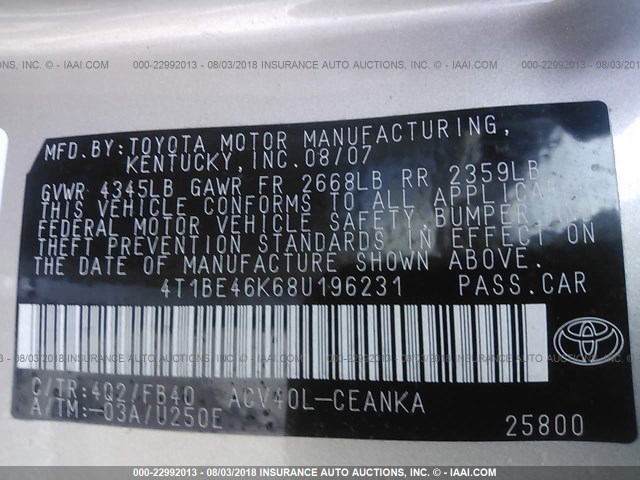 000-22992013 - 08/03/2018 INSURANCE AUTO AUCTIONS, INC. © - IAAI.COM
MFD.BY:TOYOTA MOTOR MANUFACTURING,
KENTUCKY, INC.08/07
GVWR 4345LB GAWR FR 2668LB RR 2359LB
THIS VEHICLE CONFORMS TO ALL
FEDERAL MOTOR VEHICLE SAFETY, BUMPER, AND
THEFT PREVENTION STANDARDS IN EFFECT ON
THE DATE OF MANUFACTURE SHOWN ABOVE.
4T1BE46K68U196231 PASS.CAR
000-22992013 - 08/03/2018 INSURANCE AUTO AUCTIONS, INC. © - IAAI.COM
C/TR:4Q2/FB40 ACV40L-CEANKA
A/TM:-03A/U250E 25800
000-22992013 - 08/03/2018 INSURANCE AUTO AUCTIONS, INC. © - IAAI.COM